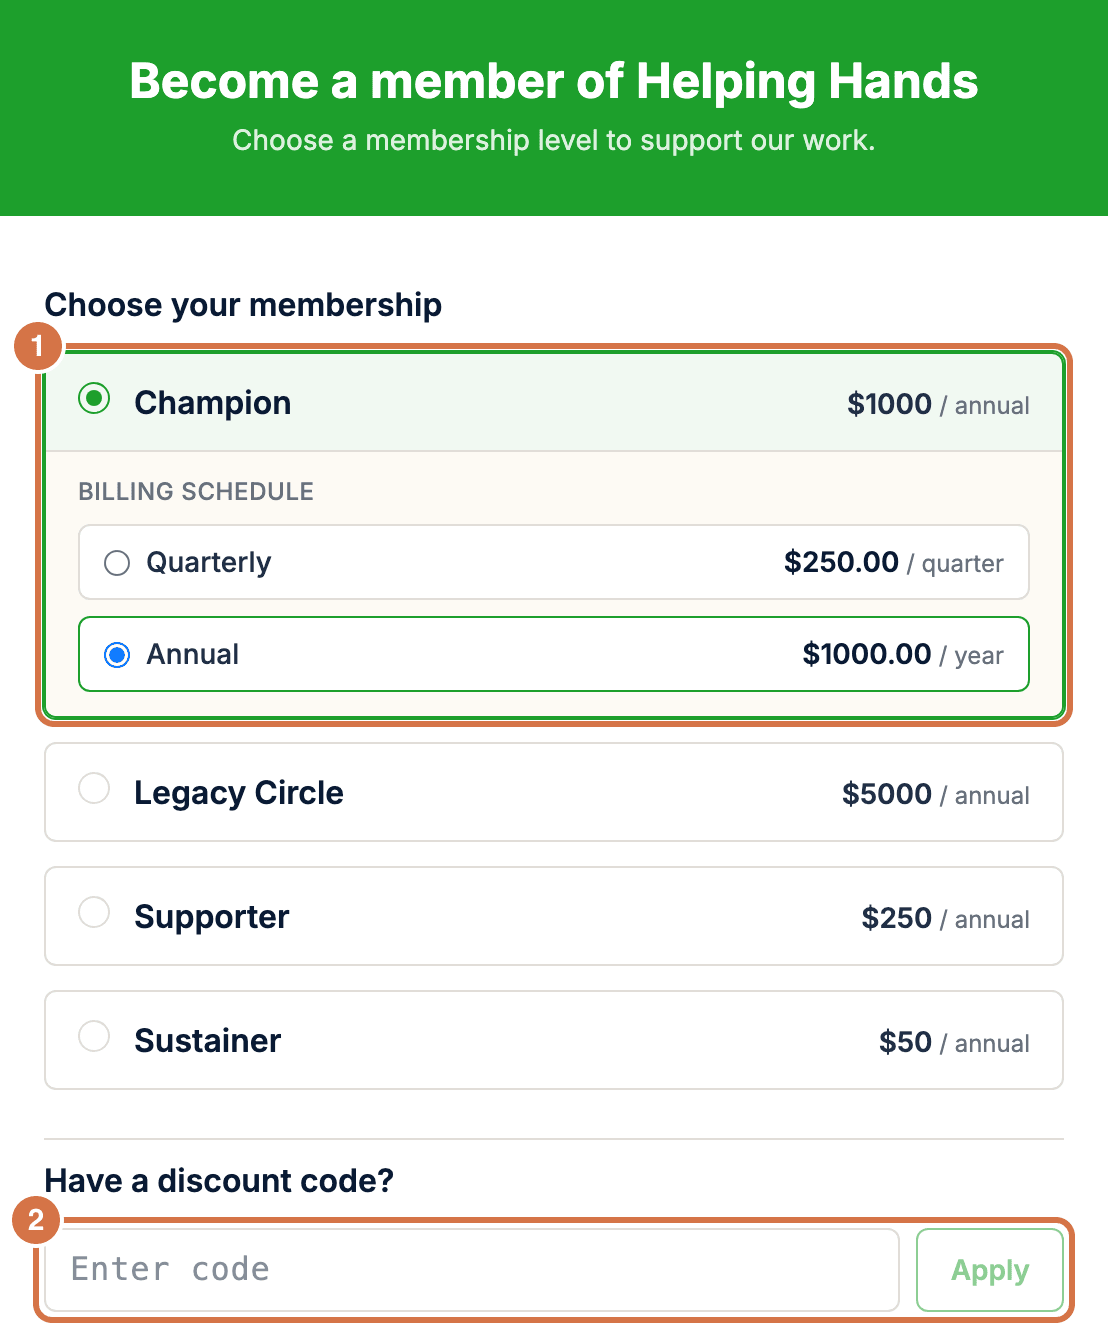 Become a member of Helping Hands
Choose a membership level to support our work.
Choose your membership
1
Champion $1000 / annual
BILLING SCHEDULE
Quarterly $250.00 / quarter
Annual $1000.00 / year
Legacy Circle $5000 / annual
Supporter $250 / annual
Sustainer $50 / annual
Have a discount code?
2
Enter code Apply